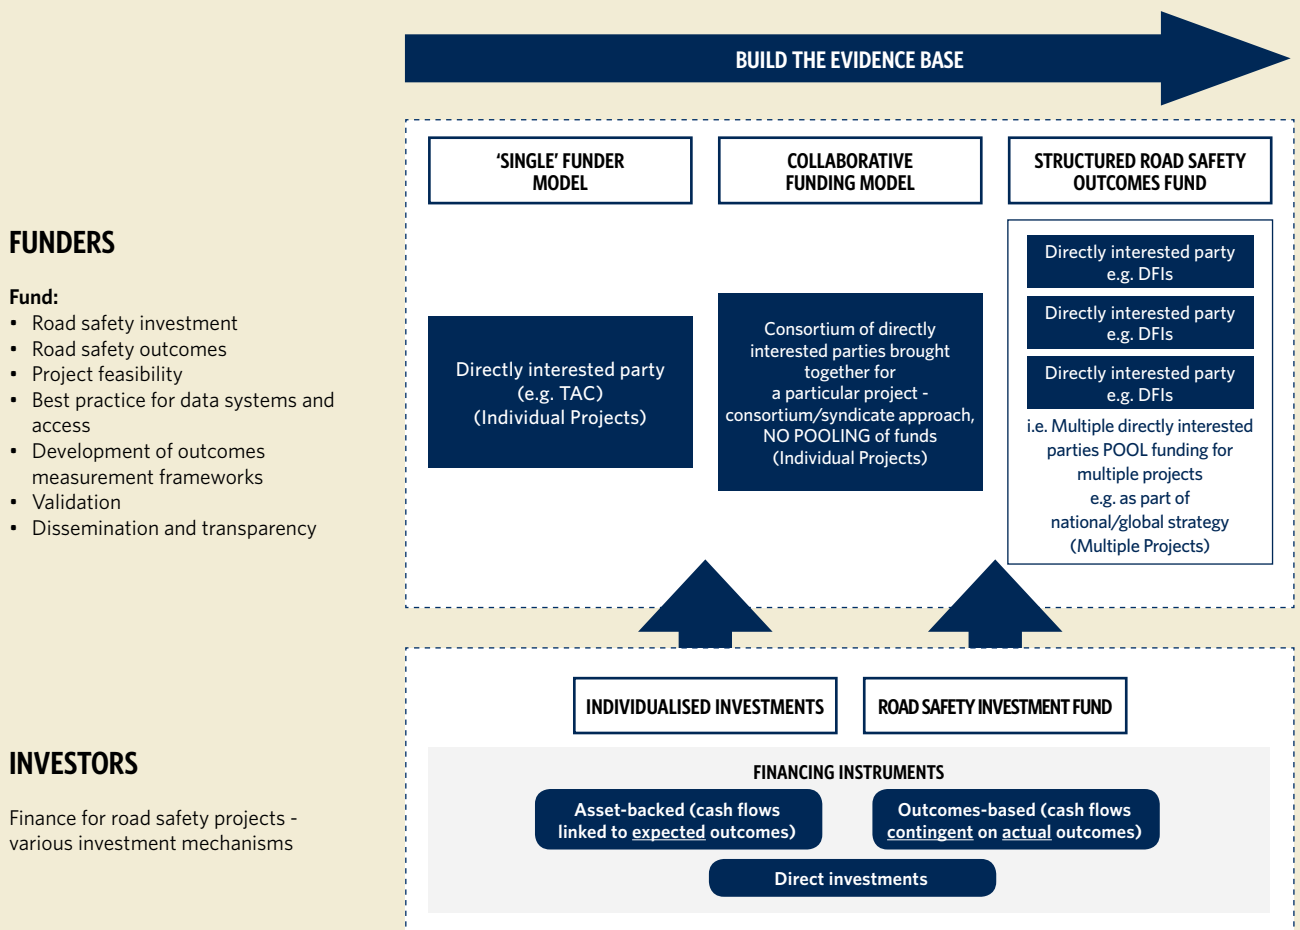 BUILD THE EVIDENCE BASE
‘SINGLE’ FUNDER
MODEL
COLLABORATIVE
FUNDING MODEL
STRUCTURED ROAD SAFETY
OUTCOMES FUND
FUNDERS
Fund:
• Road safety investment
• Road safety outcomes
• Project feasibility
• Best practice for data systems and
access
• Development of outcomes
measurement frameworks
• Validation
• Dissemination and transparency
Directly interested party
(e.g. TAC)
(Individual Projects)
Consortium of directly
interested parties brought
together for
a particular project -
consortium/syndicate approach,
NO POOLING of funds
(Individual Projects)
Directly interested party
e.g. DFIs
Directly interested party
e.g. DFIs
Directly interested party
e.g. DFIs
i.e. Multiple directly interested
parties POOL funding for
multiple projects
e.g. as part of
national/global strategy
(Multiple Projects)
INVESTORS
Finance for road safety projects -
various investment mechanisms
INDIVIDUALISED INVESTMENTS
ROAD SAFETY INVESTMENT FUND
FINANCING INSTRUMENTS
Asset-backed (cash flows
linked to expected outcomes)
Outcomes-based (cash flows
contingent on actual outcomes)
Direct investments